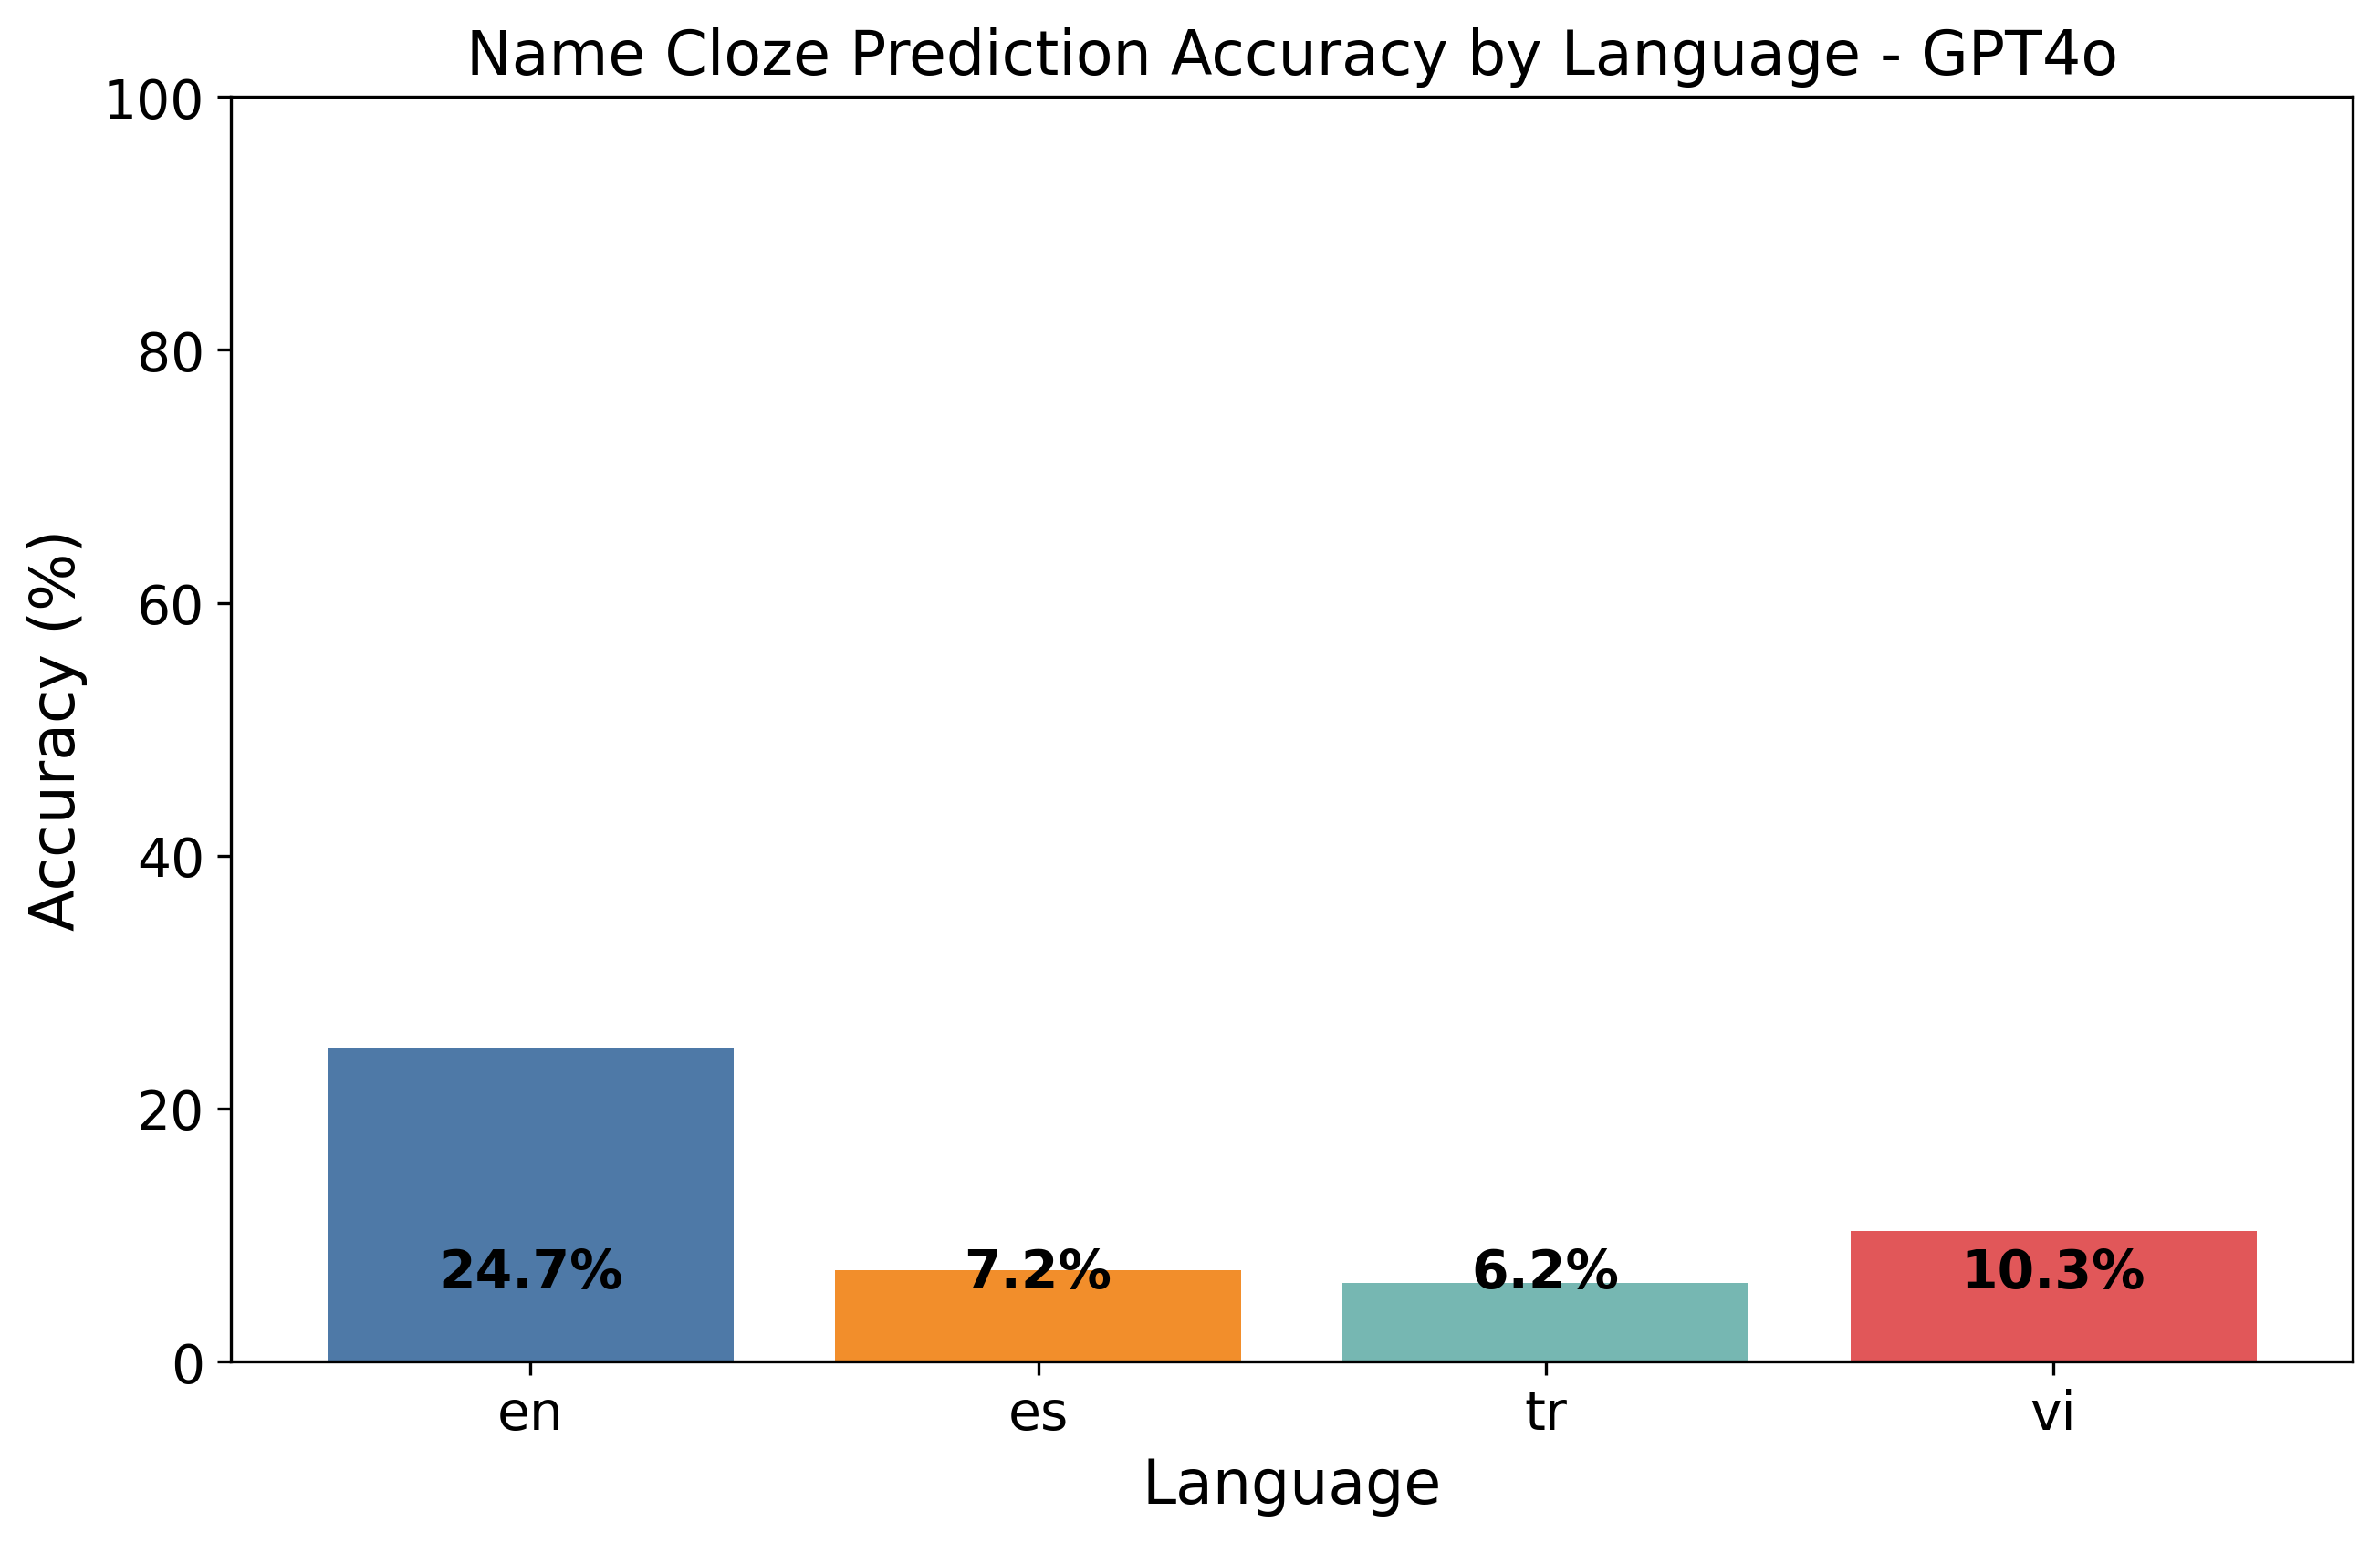 Name Cloze Prediction Accuracy by Language - GPT4o
Accuracy (%)
100
80
60
40
20
0
24.7%
7.2%
6.2%
10.3%
en
es
tr
vi
Language